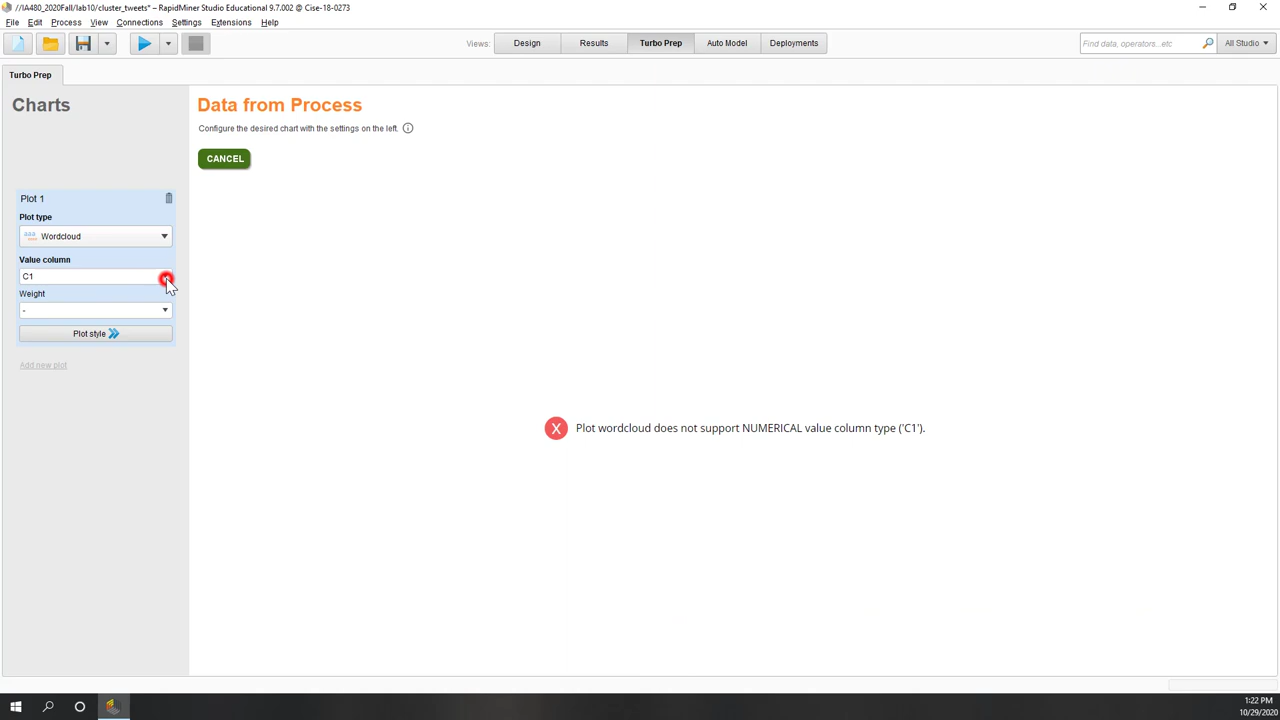 //IA480_2020Fall/lab10/cluster_tweets* – RapidMiner Studio Educational 9.7.002 @ Cise-18-0273
File Edit Process View Connections Settings Extensions Help
Views: Design Results Turbo Prep Auto Model Deployments Find data, operators...etc All Studio
Turbo Prep
Charts
Data from Process
Configure the desired chart with the settings on the left.
CANCEL
Plot 1
Plot type
Wordcloud
Value column
C1
Weight
-
Plot style
Add new plot
Plot wordcloud does not support NUMERICAL value column type ('C1').
1:22 PM
10/29/2020